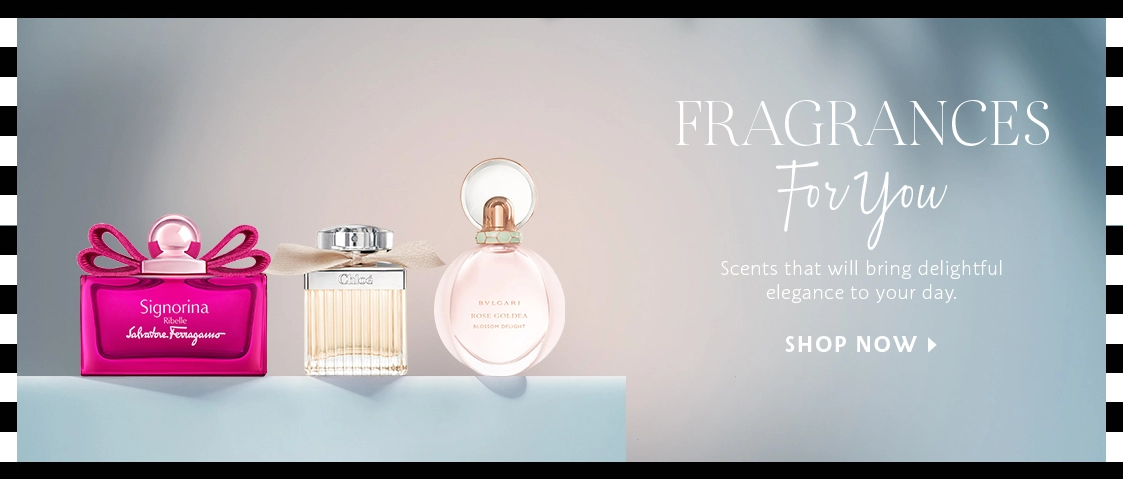 FRAGRANCES
For You
Scents that will bring delightful
elegance to your day.
SHOP NOW
Signorina
Ribelle
Salvatore Ferragamo
Chloé
BVLGARI
ROSE GOLDEA
BLOSSOM DELIGHT